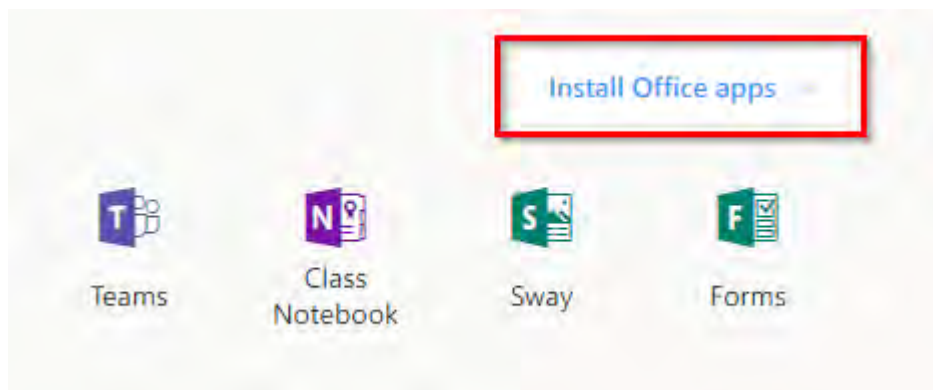 Install Office apps
T
N
S
F
Teams
Class
Notebook
Sway
Forms